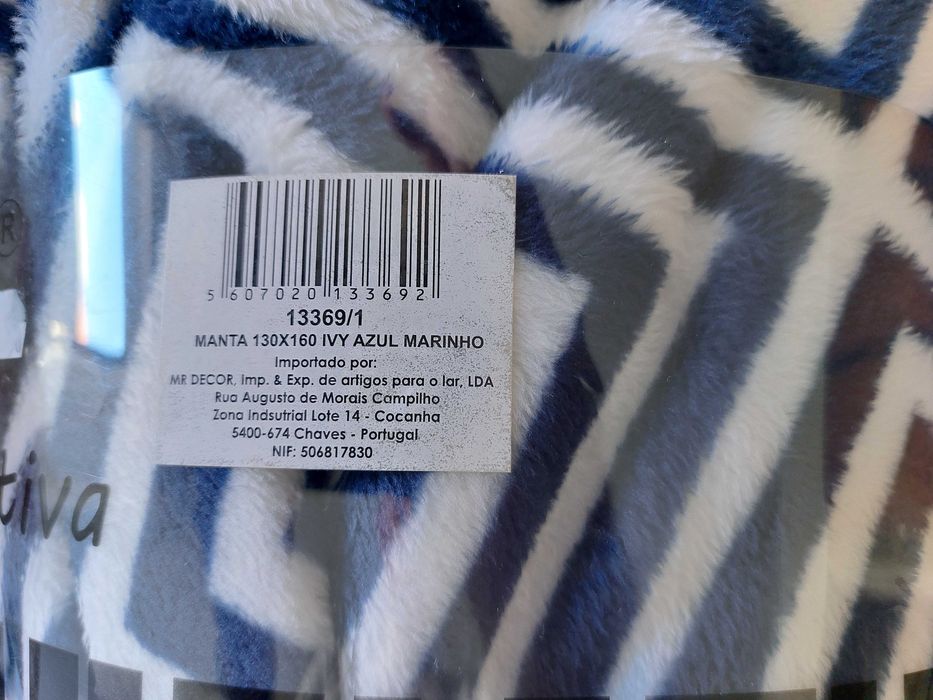 ®
5 607020 133692
13369/1
MANTA 130X160 IVY AZUL MARINHO
Importado por:
MR DECOR, Imp. & Exp. de artigos para o lar, LDA
Rua Augusto de Morais Campilho
Zona Indsutrial Lote 14 - Cocanha
5400-674 Chaves - Portugal
NIF: 506817830
tiva